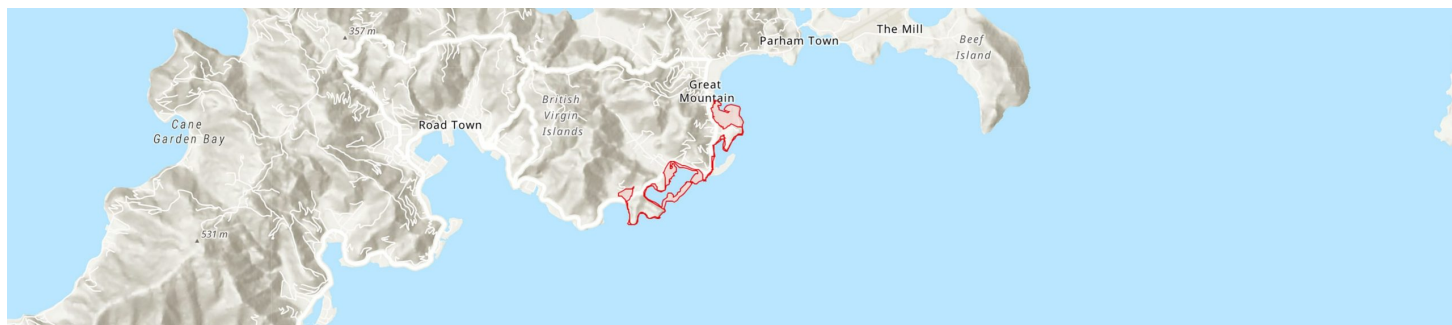 357 m
The Mill
Parham Town
Beef
Island
Great
Mountain
British
Virgin
Islands
Road Town
Cane
Garden Bay
531 m